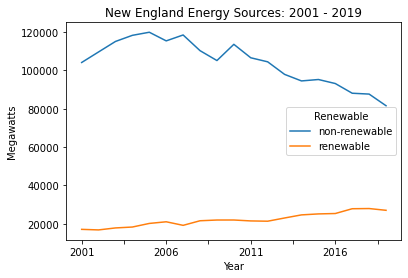 New England Energy Sources: 2001 - 2019
120000
100000
80000
60000
40000
20000
Megawatts
Renewable
non-renewable
renewable
2001 2006 2011 2016
Year